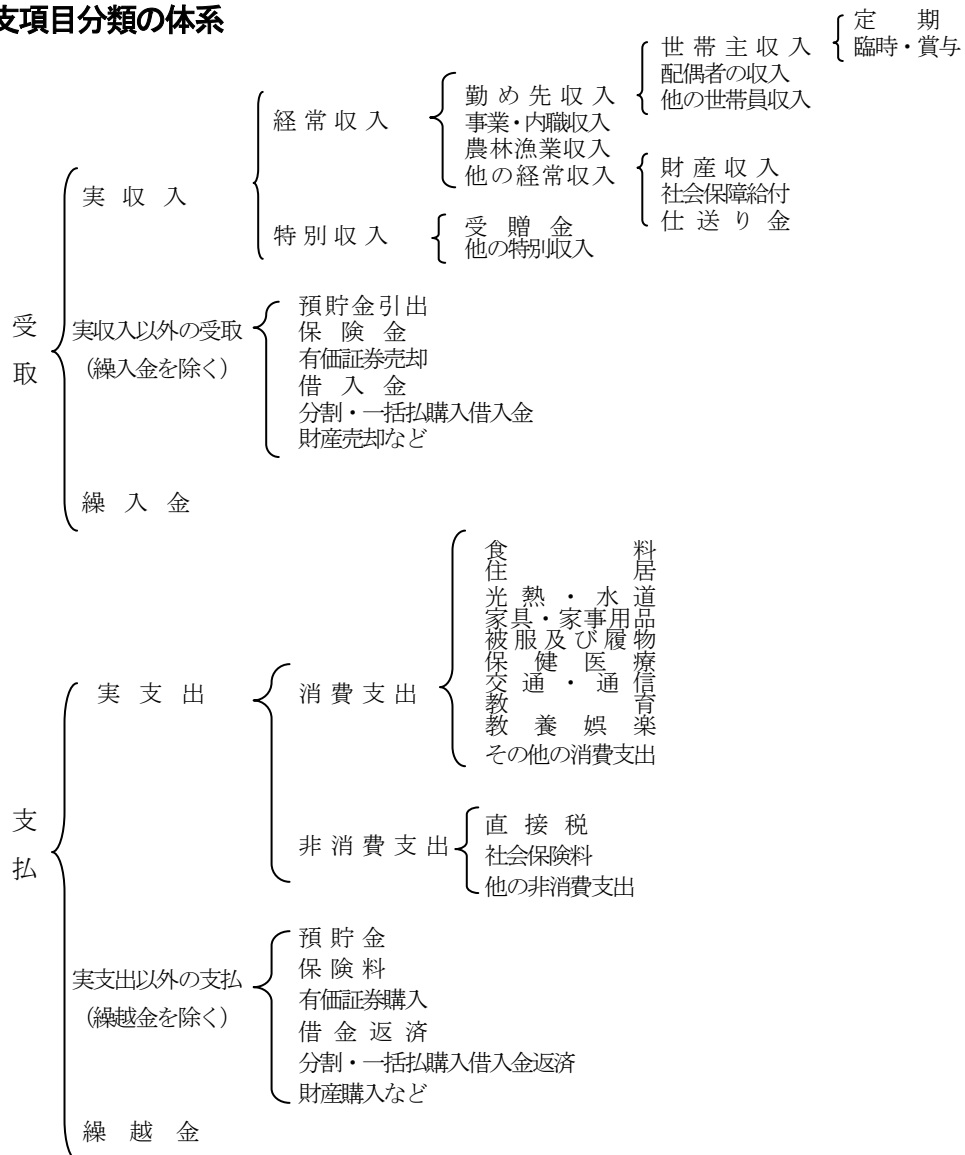 支項目分類の体系
定期
臨時・賞与
世帯主収入
配偶者の収入
他の世帯員収入
勤め先収入
事業・内職収入
農林漁業収入
他の経常収入
経常収入
財産収入
社会保障給付
仕送り金
実収入
特別収入
受贈金
他の特別収入
受取
実収入以外の受取
(繰入金を除く)
預貯金引出
保険金
有価証券売却
借入金
分割・一括払購入借入金
財産売却など
繰入金
食料
住居
光熱・水道
家具・家事用品
被服及び履物
保健医療
交通・通信
教育
教養娯楽
その他の消費支出
実支出
消費支出
支払
非消費支出
直接税
社会保険料
他の非消費支出
実支出以外の支払
(繰越金を除く)
預貯金
保険料
有価証券購入
借金返済
分割・一括払購入借入金返済
財産購入など
繰越金